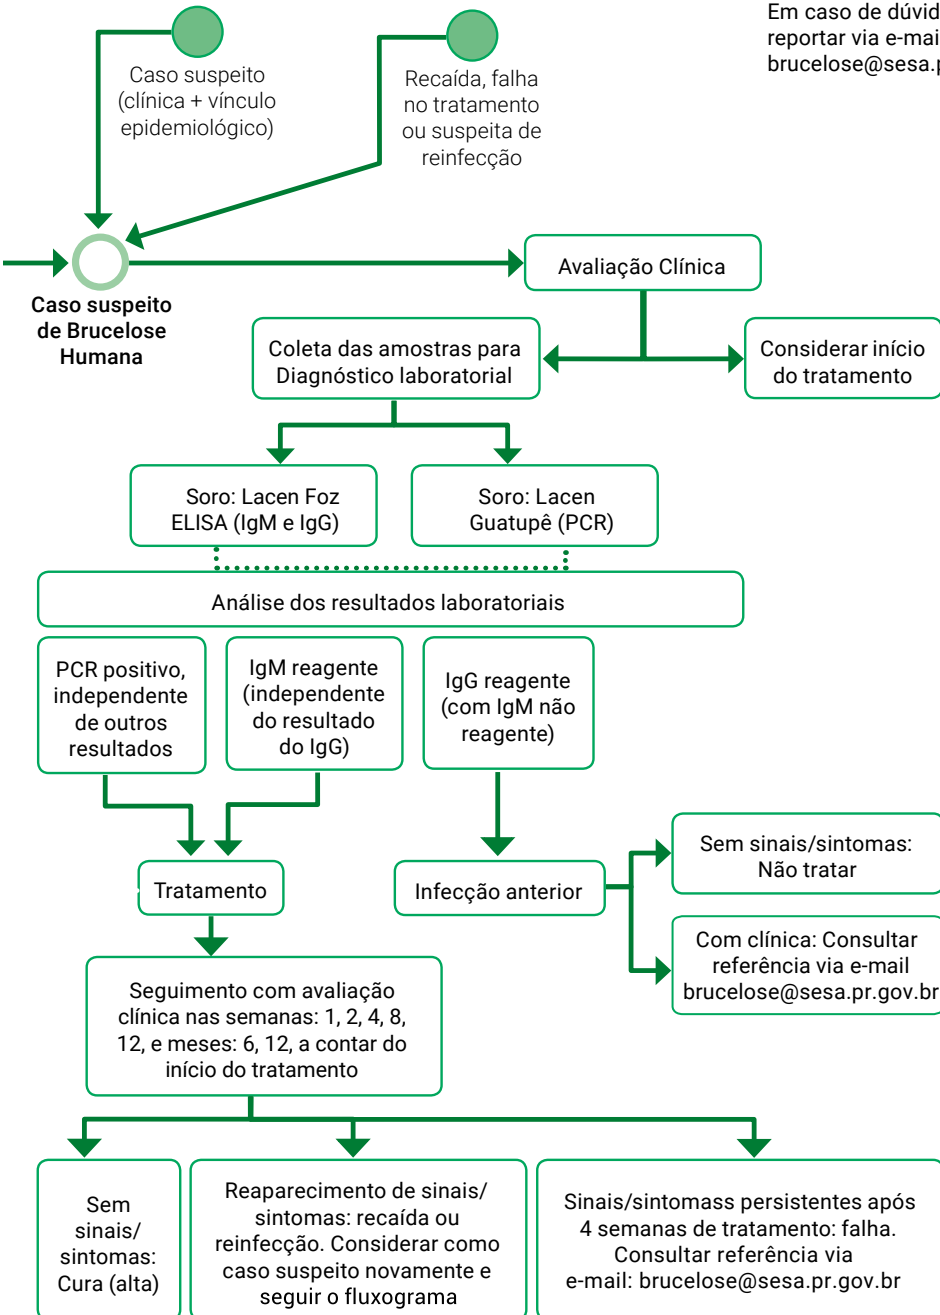 Em caso de dúvid
reportar via e-mai
brucelose@sesa.p
Caso suspeito
(clínica + vínculo
epidemiológico)
Recaída, falha
no tratamento
ou suspeita de
reinfecção
Caso suspeito
de Brucelose
Humana
Avaliação Clínica
Coleta das amostras para
Diagnóstico laboratorial
Considerar início
do tratamento
Soro: Lacen Foz
ELISA (IgM e IgG)
Soro: Lacen
Guatupê (PCR)
Análise dos resultados laboratoriais
PCR positivo,
independente
de outros
resultados
IgM reagente
(independente
do resultado
do IgG)
IgG reagente
(com IgM não
reagente)
Tratamento
Infecção anterior
Sem sinais/sintomas:
Não tratar
Com clínica: Consultar
referência via e-mail
brucelose@sesa.pr.gov.br
Seguimento com avaliação
clínica nas semanas: 1, 2, 4, 8,
12, e meses: 6, 12, a contar do
início do tratamento
Sem
sinais/
sintomas:
Cura (alta)
Reaparecimento de sinais/
sintomas: recaída ou
reinfecção. Considerar como
caso suspeito novamente e
seguir o fluxograma
Sinais/sintomass persistentes após
4 semanas de tratamento: falha.
Consultar referência via
e-mail: brucelose@sesa.pr.gov.br